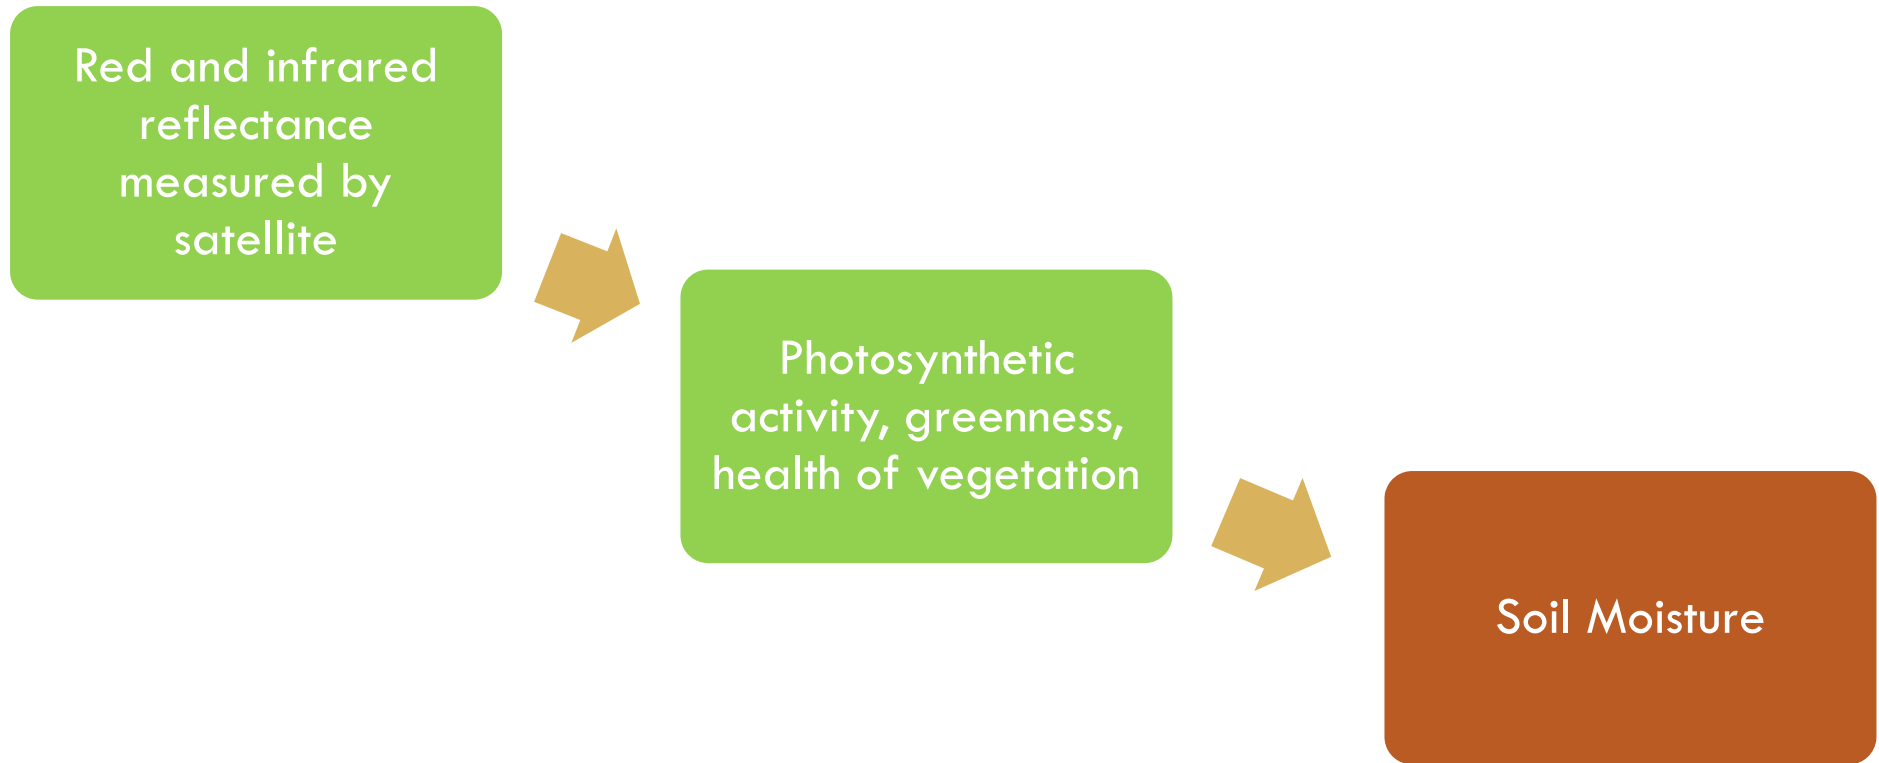 Red and infrared
reflectance
measured by
satellite
Photosynthetic
activity, greenness,
health of vegetation
Soil Moisture